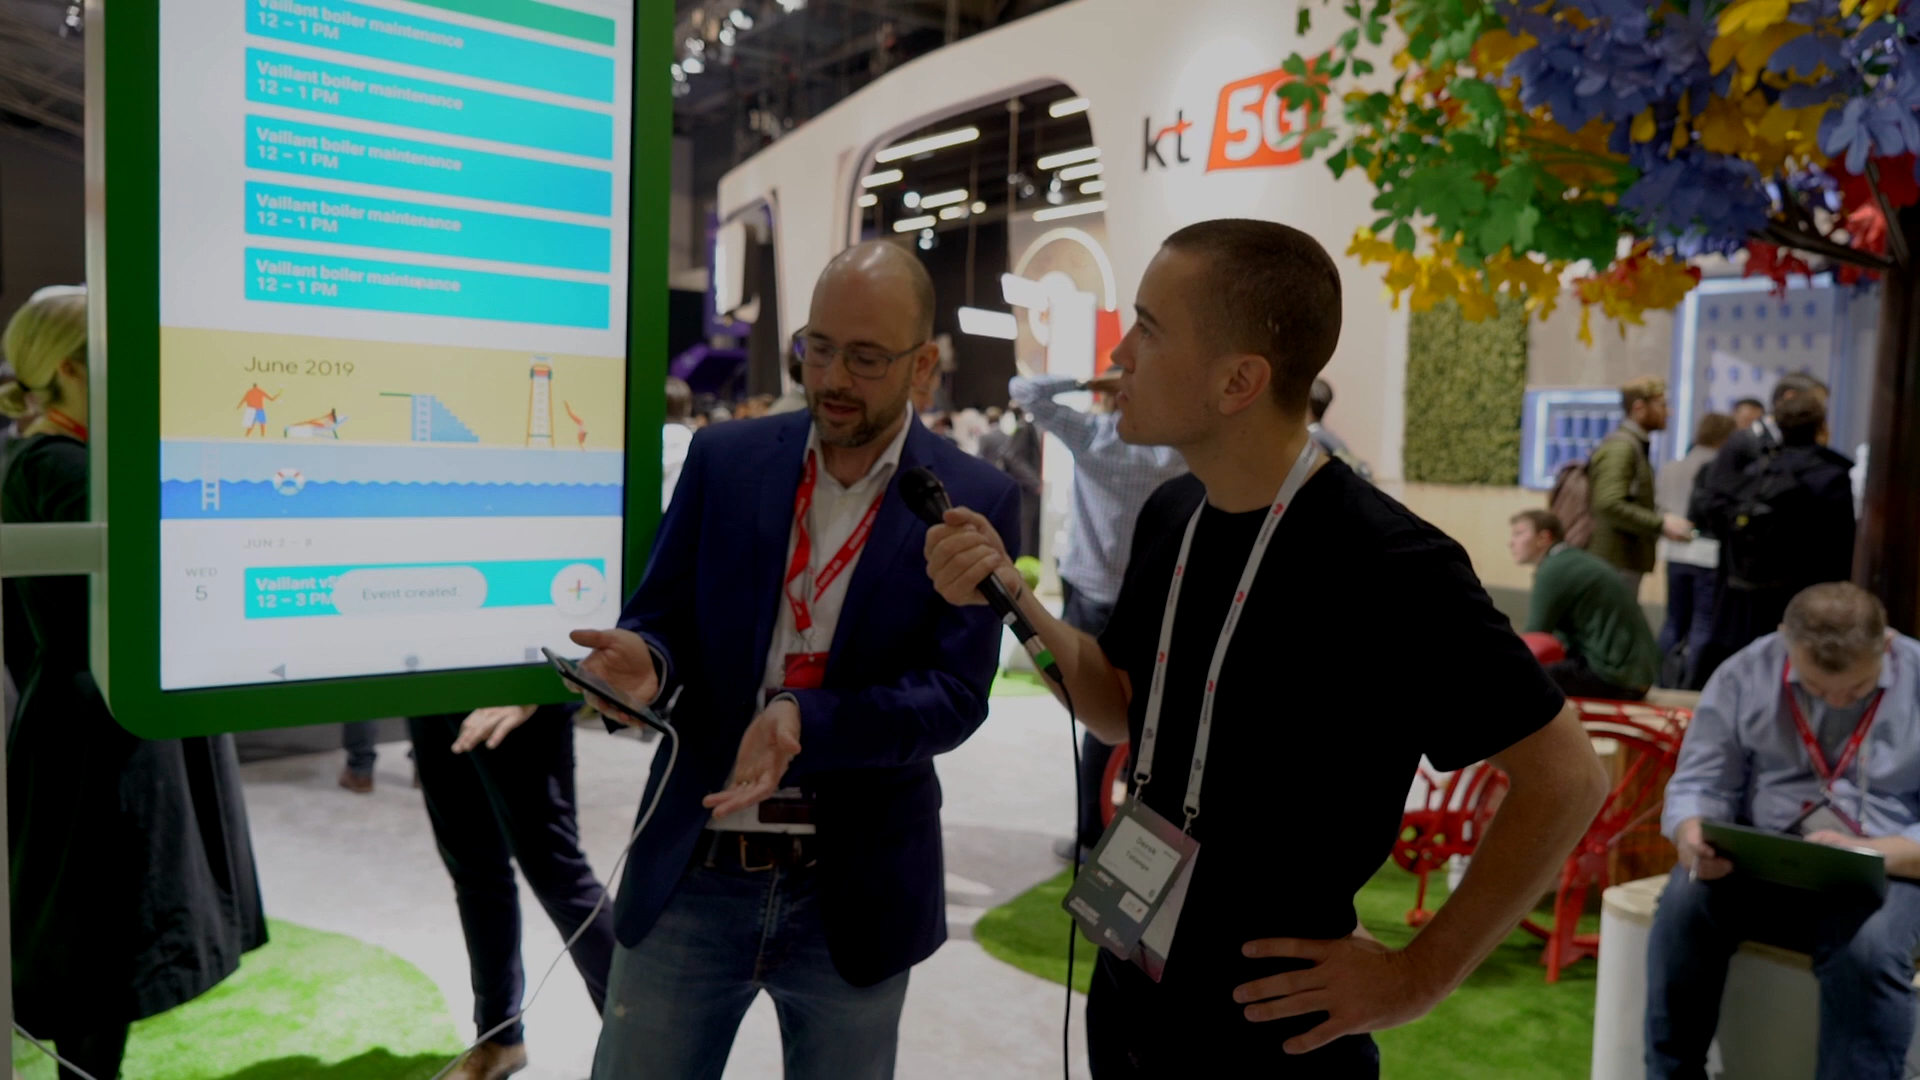 Vaillant boiler maintenance
12 – 1 PM
Vaillant boiler maintenance
12 – 1 PM
Vaillant boiler maintenance
12 – 1 PM
Vaillant boiler maintenance
12 – 1 PM
Vaillant boiler maintenance
12 – 1 PM
June 2019
JUN 2 – 8
WED
5
Vaillant
12 – 3 PM
Event created.
kt 5G